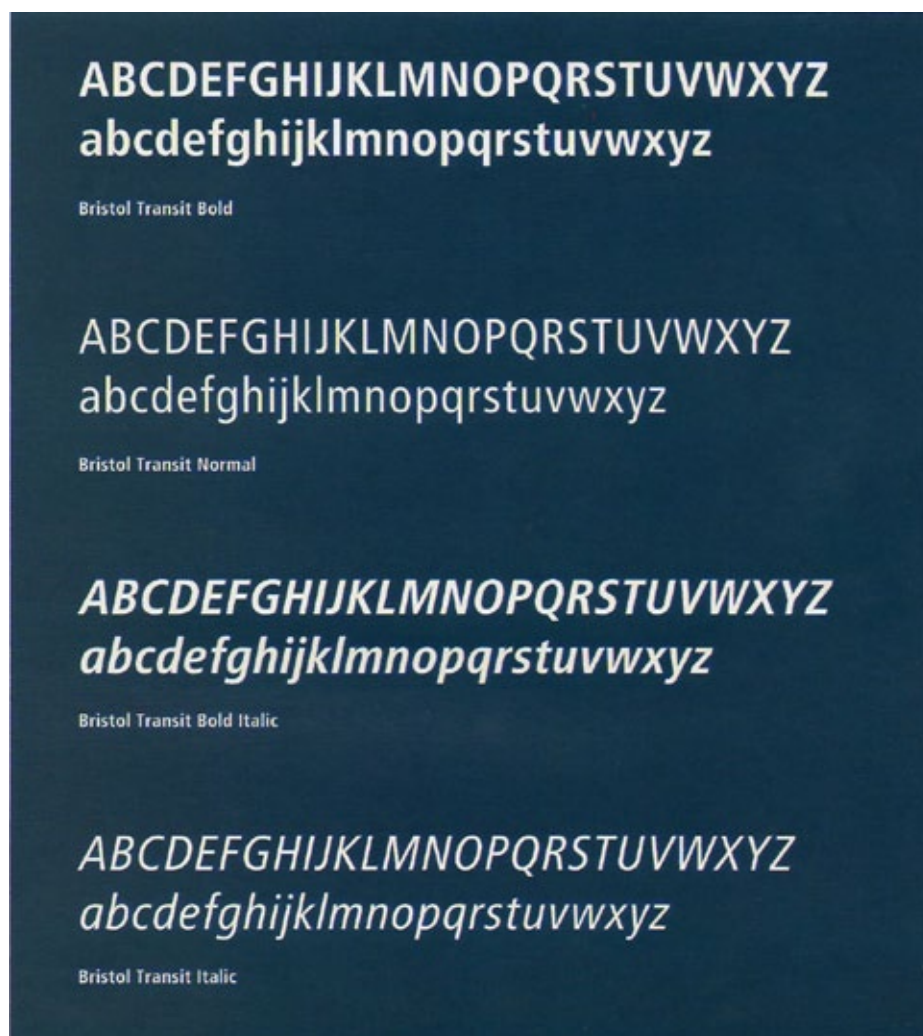 ABCDEFGHIJKLMNOPQRSTUVWXYZ
abcdefghijklmnopqrstuvwxyz
Bristol Transit Bold
ABCDEFGHIJKLMNOPQRSTUVWXYZ
abcdefghijklmnopqrstuvwxyz
Bristol Transit Normal
ABCDEFGHIJKLMNOPQRSTUVWXYZ
abcdefghijklmnopqrstuvwxyz
Bristol Transit Bold Italic
ABCDEFGHIJKLMNOPQRSTUVWXYZ
abcdefghijklmnopqrstuvwxyz
Bristol Transit Italic